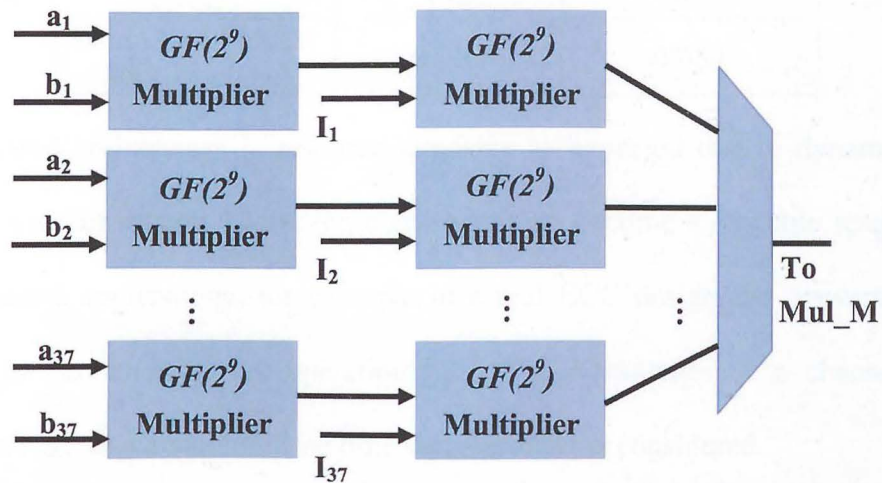 a1
GF(2^9)
Multiplier
b1
GF(2^9)
Multiplier
I1
a2
GF(2^9)
Multiplier
b2
GF(2^9)
Multiplier
I2
To
Mul_M
⋮
⋮
⋮
a37
GF(2^9)
Multiplier
b37
GF(2^9)
Multiplier
I37